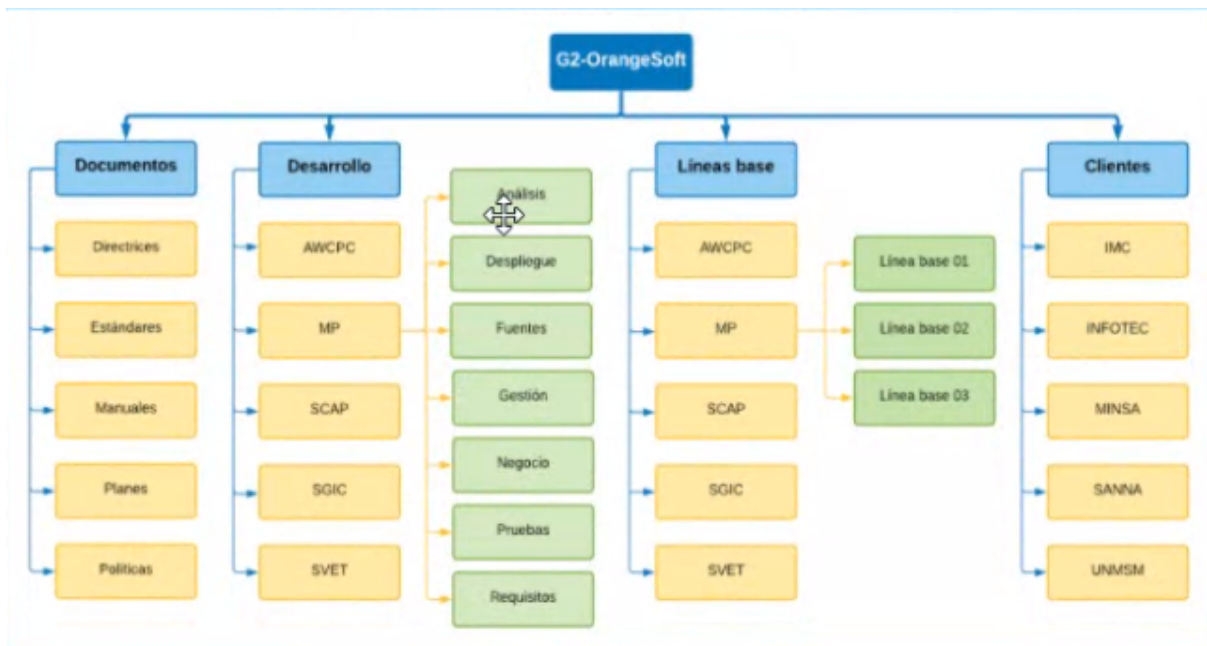 G2-OrangeSoft
Documentos
Directrices
Estándares
Manuales
Planes
Políticas
Desarrollo
AWCPC
MP
SCAP
SGIC
SVET
Análisis
Despliegue
Fuentes
Gestión
Negocio
Pruebas
Requisitos
Líneas base
AWCPC
MP
SCAP
SGIC
SVET
Línea base 01
Línea base 02
Línea base 03
Clientes
IMC
INFOTEC
MINSA
SANNA
UNMSM